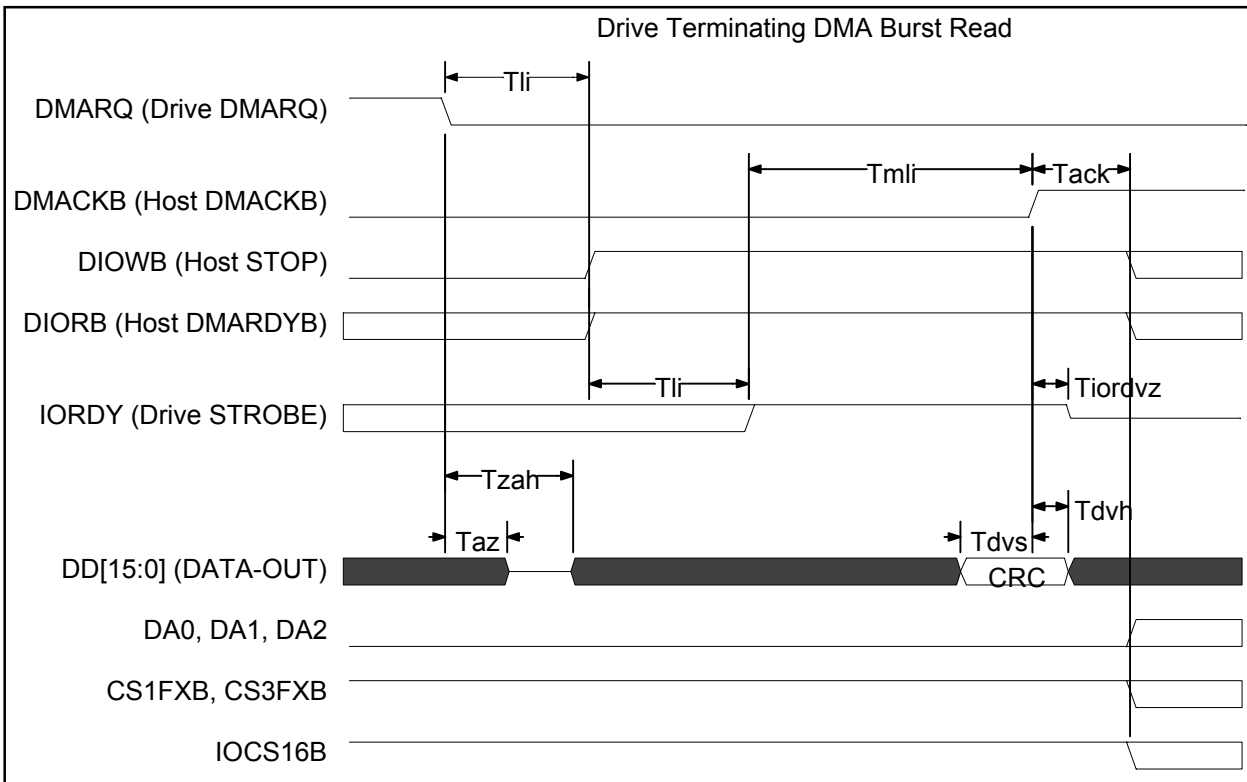 Drive Terminating DMA Burst Read
Tli
DMARQ (Drive DMARQ)
Tmli
Tack
DMACKB (Host DMACKB)
DIOWB (Host STOP)
DIORB (Host DMARDYB)
Tli
Tiordvz
IORDY (Drive STROBE)
Tzah
Tdvh
Taz
Tdvs
DD[15:0] (DATA-OUT)
CRC
DA0, DA1, DA2
CS1FXB, CS3FXB
IOCS16B